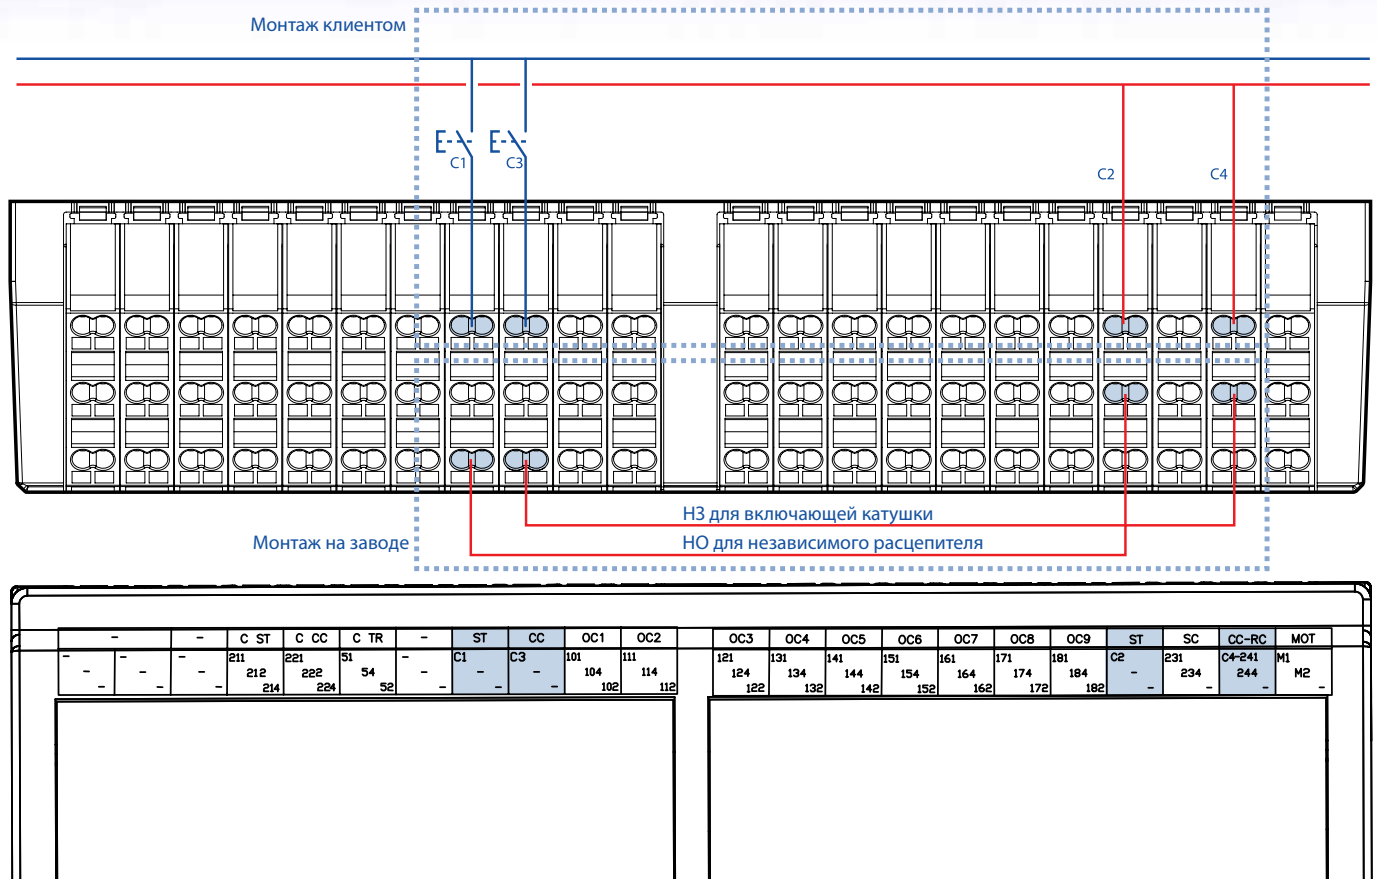 Монтаж клиентом
C1
C3
C2
C4
НЗ для включающей катушки
Монтаж на заводе
НО для независимого расцепителя
- - C ST C CC C TR - ST CC OC1 OC2 OC3 OC4 OC5 OC6 OC7 OC8 OC9 ST SC CC-RC MOT
- - - 211 221 51 - C1 C3 101 111 121 131 141 151 161 171 181 C2 231 C4-241 M1
- - - 212 222 54 - - - 104 114 124 134 144 154 164 174 184 - 234 244 M2
- - - 214 224 52 - - - 102 112 122 132 142 152 162 172 182 - - - -